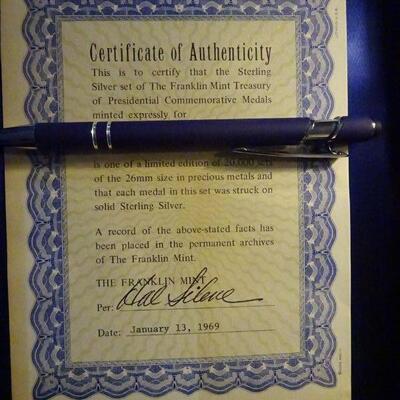 Certificate of Authenticity
This is to certify that the Sterling
Silver set of The Franklin Mint Treasury
of Presidential Commemorative Medals
minted expressly for
is one of a limited edition of 20,000 sets
of the 26mm size in precious metals and
that each medal in this set was struck on
solid Sterling Silver.
A record of the above-stated facts has
been placed in the permanent archives
of The Franklin Mint.
THE FRANKLIN MINT
Per:
Date: January 13, 1969